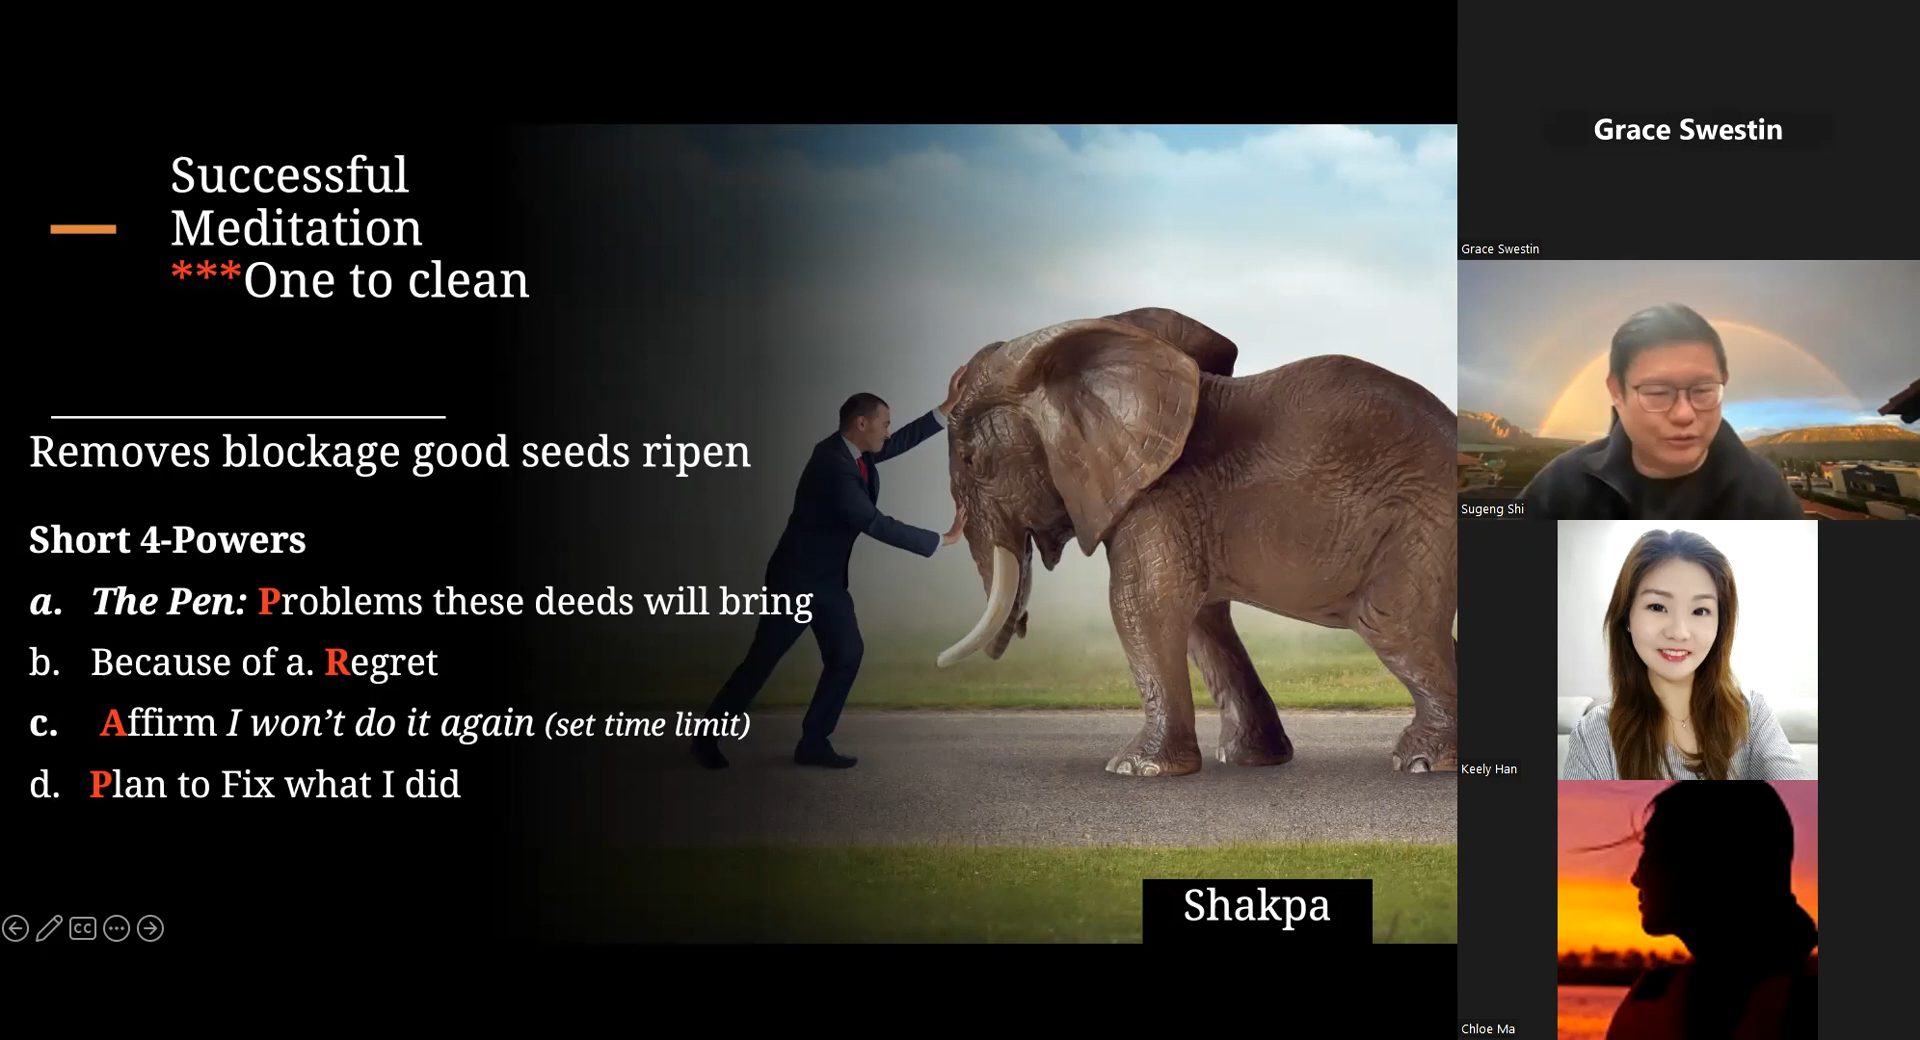 Successful
Meditation
***One to clean
Removes blockage good seeds ripen
Short 4-Powers
a. The Pen: Problems these deeds will bring
b. Because of a. Regret
c. Affirm I won’t do it again (set time limit)
d. Plan to Fix what I did
Shakpa
CC
Grace Swestin
Grace Swestin
Sugeng Shi
Keely Han
Chloe Ma